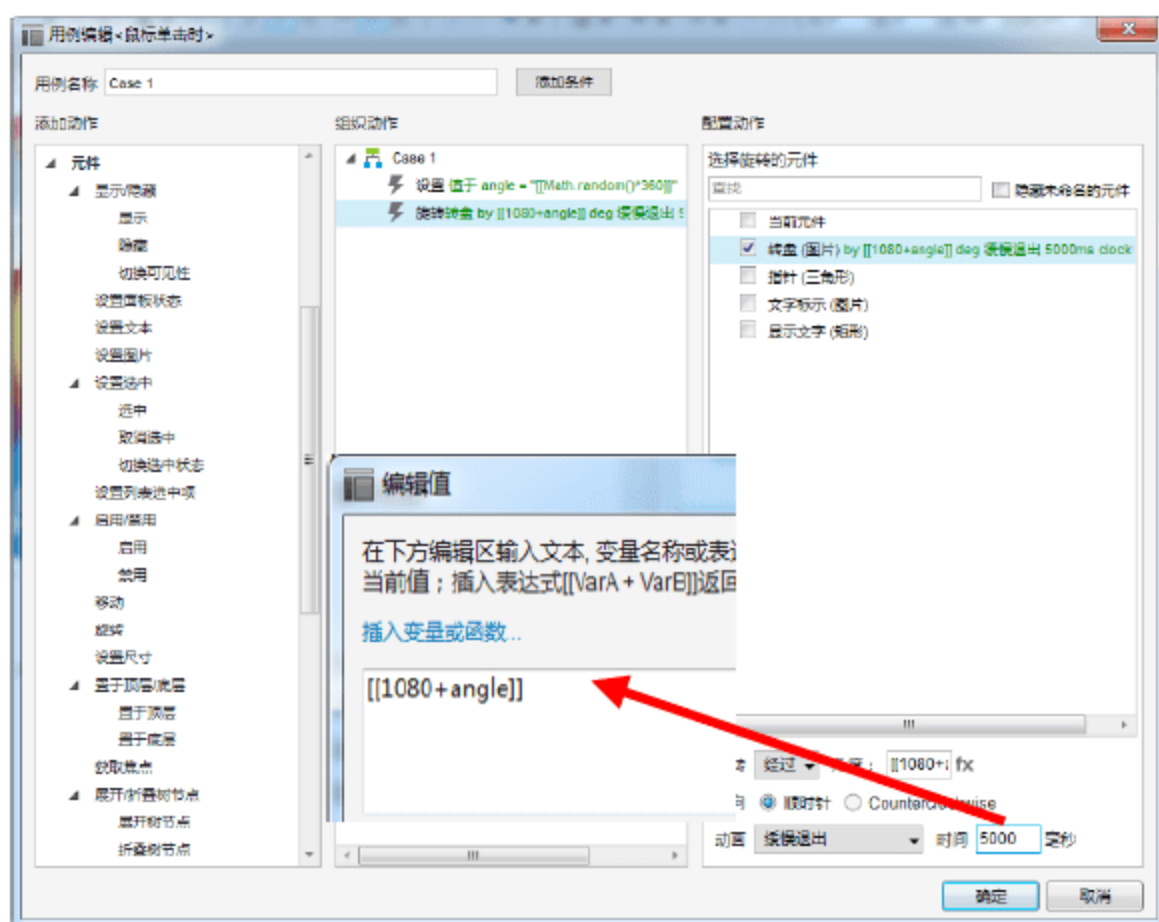 用例编辑<鼠标单击时>
用例名称 Case 1 添加条件
添加动作
元件
显示/隐藏
显示
隐藏
切换可见性
设置面板状态
设置文本
设置图片
设置选中
选中
取消选中
切换选中状态
设置列表选中项
启用/禁用
启用
禁用
移动
旋转
设置尺寸
置于顶层/底层
置于顶层
置于底层
获取焦点
展开/折叠树节点
展开树节点
折叠树节点
组织动作
Case 1
设置 值于 angle = "[[Math.random()*360]]"
旋转转盘 by [[1080+angle]] deg 缓慢退出
配置动作
选择旋转的元件
查找 隐藏未命名的元件
当前元件
转盘 (图片) by [[1080+angle]] deg 缓慢退出 5000ms clock
指针 (三角形)
文字标示 (图片)
显示文字 (矩形)
编辑值
在下方编辑区输入文本, 变量名称或表
当前值；插入表达式[[VarA + VarB]]返回
插入变量或函数...
[[1080+angle]]
经过 [[1080+ fx
顺时针 Counterclockwise
动画 缓慢退出 时间 5000 毫秒
确定 取消